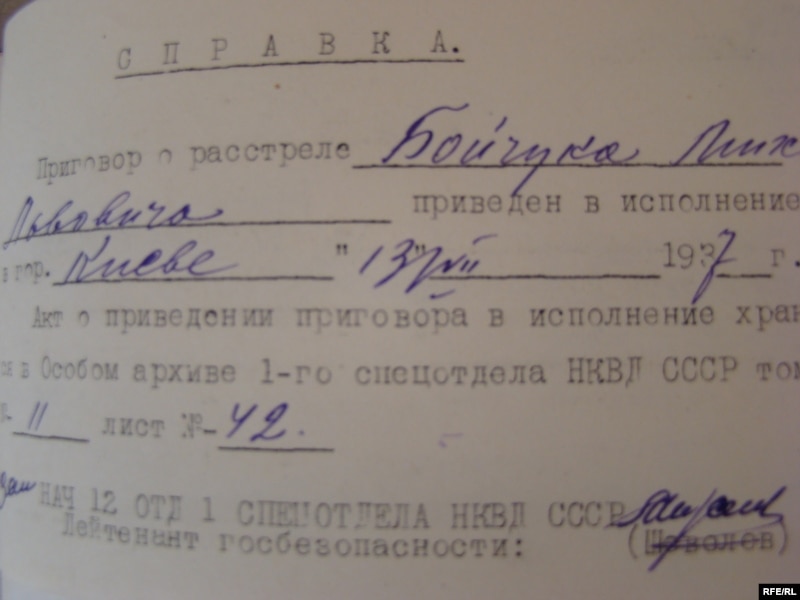 СПРАВКА.
Приговор о расстреле Бойчука Мих
Львовича приведен в исполнение
в гор. Киеве "13" VII 1937 г.
Акт о приведении приговора в исполнение хран
ся в Особом архиве 1-го спецотдела НКВД СССР том
№- 11 лист №- 42.
Зам НАЧ 12 ОТД 1 СПЕЦОТДЕЛА НКВД СССР
Лейтенант госбезопасности: (Шевелев)
RFE/RL